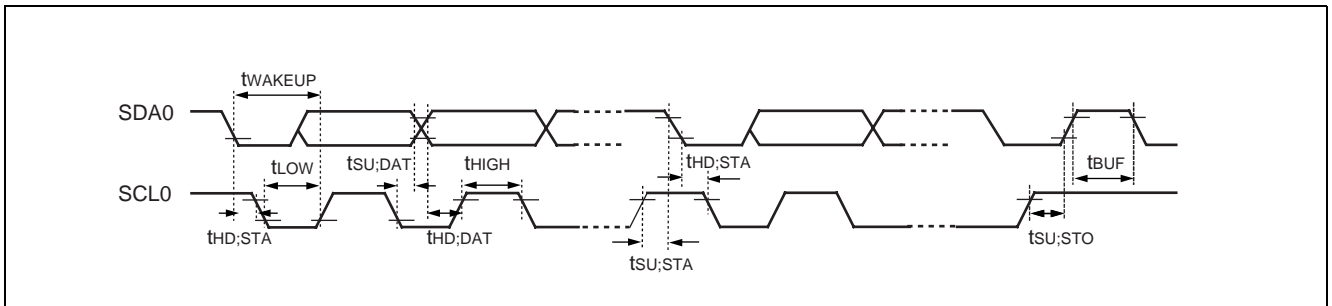 tWAKEUP
SDA0
tLOW
tSU;DAT
tHIGH
tHD;STA
tBUF
SCL0
tHD;STA
tHD;DAT
tSU;STA
tSU;STO